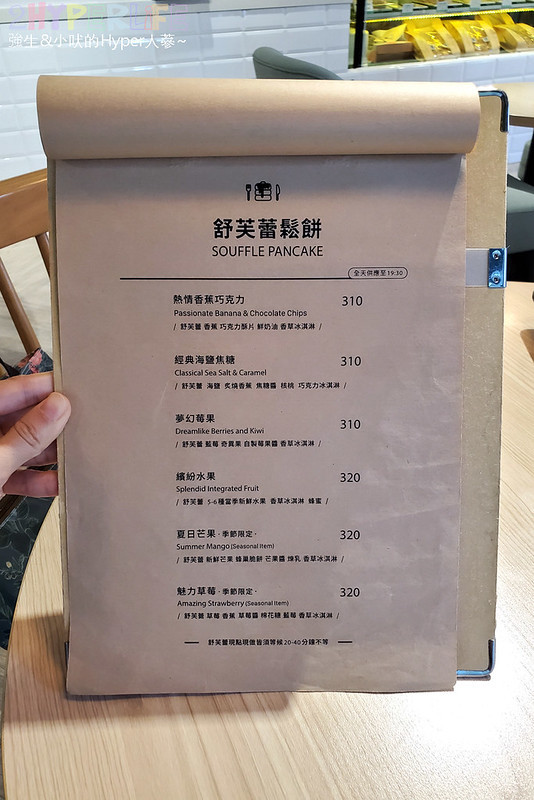 HYPERLIFE
強生&小吠的Hyper人蔘~
舒芙蕾鬆餅
SOUFFLE PANCAKE
全天供應至19:30
熱情香蕉巧克力 310
Passionate Banana & Chocolate Chips
/ 舒芙蕾 香蕉 巧克力酥片 鮮奶油 香草冰淇淋 /
經典海鹽焦糖 310
Classical Sea Salt & Caramel
/ 舒芙蕾 海鹽 炙燒香蕉 焦糖醬 核桃 巧克力冰淇淋 /
夢幻莓果 310
Dreamlike Berries and Kiwi
/ 舒芙蕾 藍莓 奇異果 自製莓果醬 香草冰淇淋 /
繽紛水果 320
Splendid Integrated Fruit
/ 舒芙蕾 5-6種當季新鮮水果 香草冰淇淋 蜂蜜 /
夏日芒果 · 季節限定 · 320
Summer Mango (Seasonal Item)
/ 舒芙蕾 新鮮芒果 蜂巢脆餅 芒果醬 煉乳 香草冰淇淋 /
魅力草莓 · 季節限定 · 320
Amazing Strawberry (Seasonal Item)
/ 舒芙蕾 草莓 香蕉 草莓醬 棉花糖 藍莓 香草冰淇淋 /
舒芙蕾現點現做皆須等候20-40分鐘不等